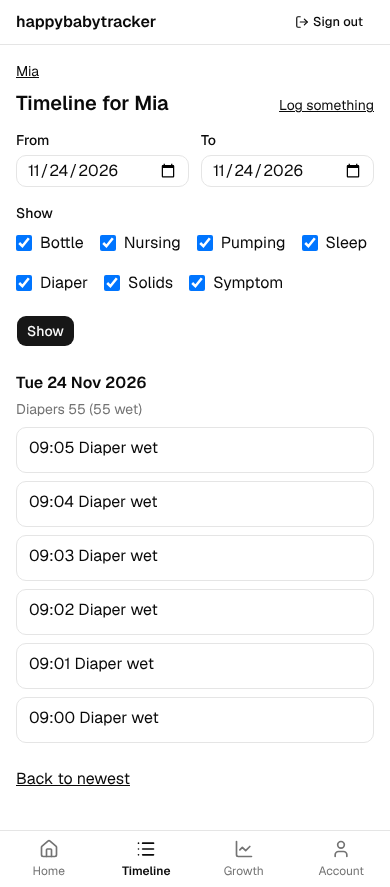 happybabytracker
Sign out
Mia
Timeline for Mia
Log something
From
To
11/24/2026
11/24/2026
Show
Bottle Nursing Pumping Sleep
Diaper Solids Symptom
Show
Tue 24 Nov 2026
Diapers 55 (55 wet)
09:05 Diaper wet
09:04 Diaper wet
09:03 Diaper wet
09:02 Diaper wet
09:01 Diaper wet
09:00 Diaper wet
Back to newest
Home Timeline Growth Account